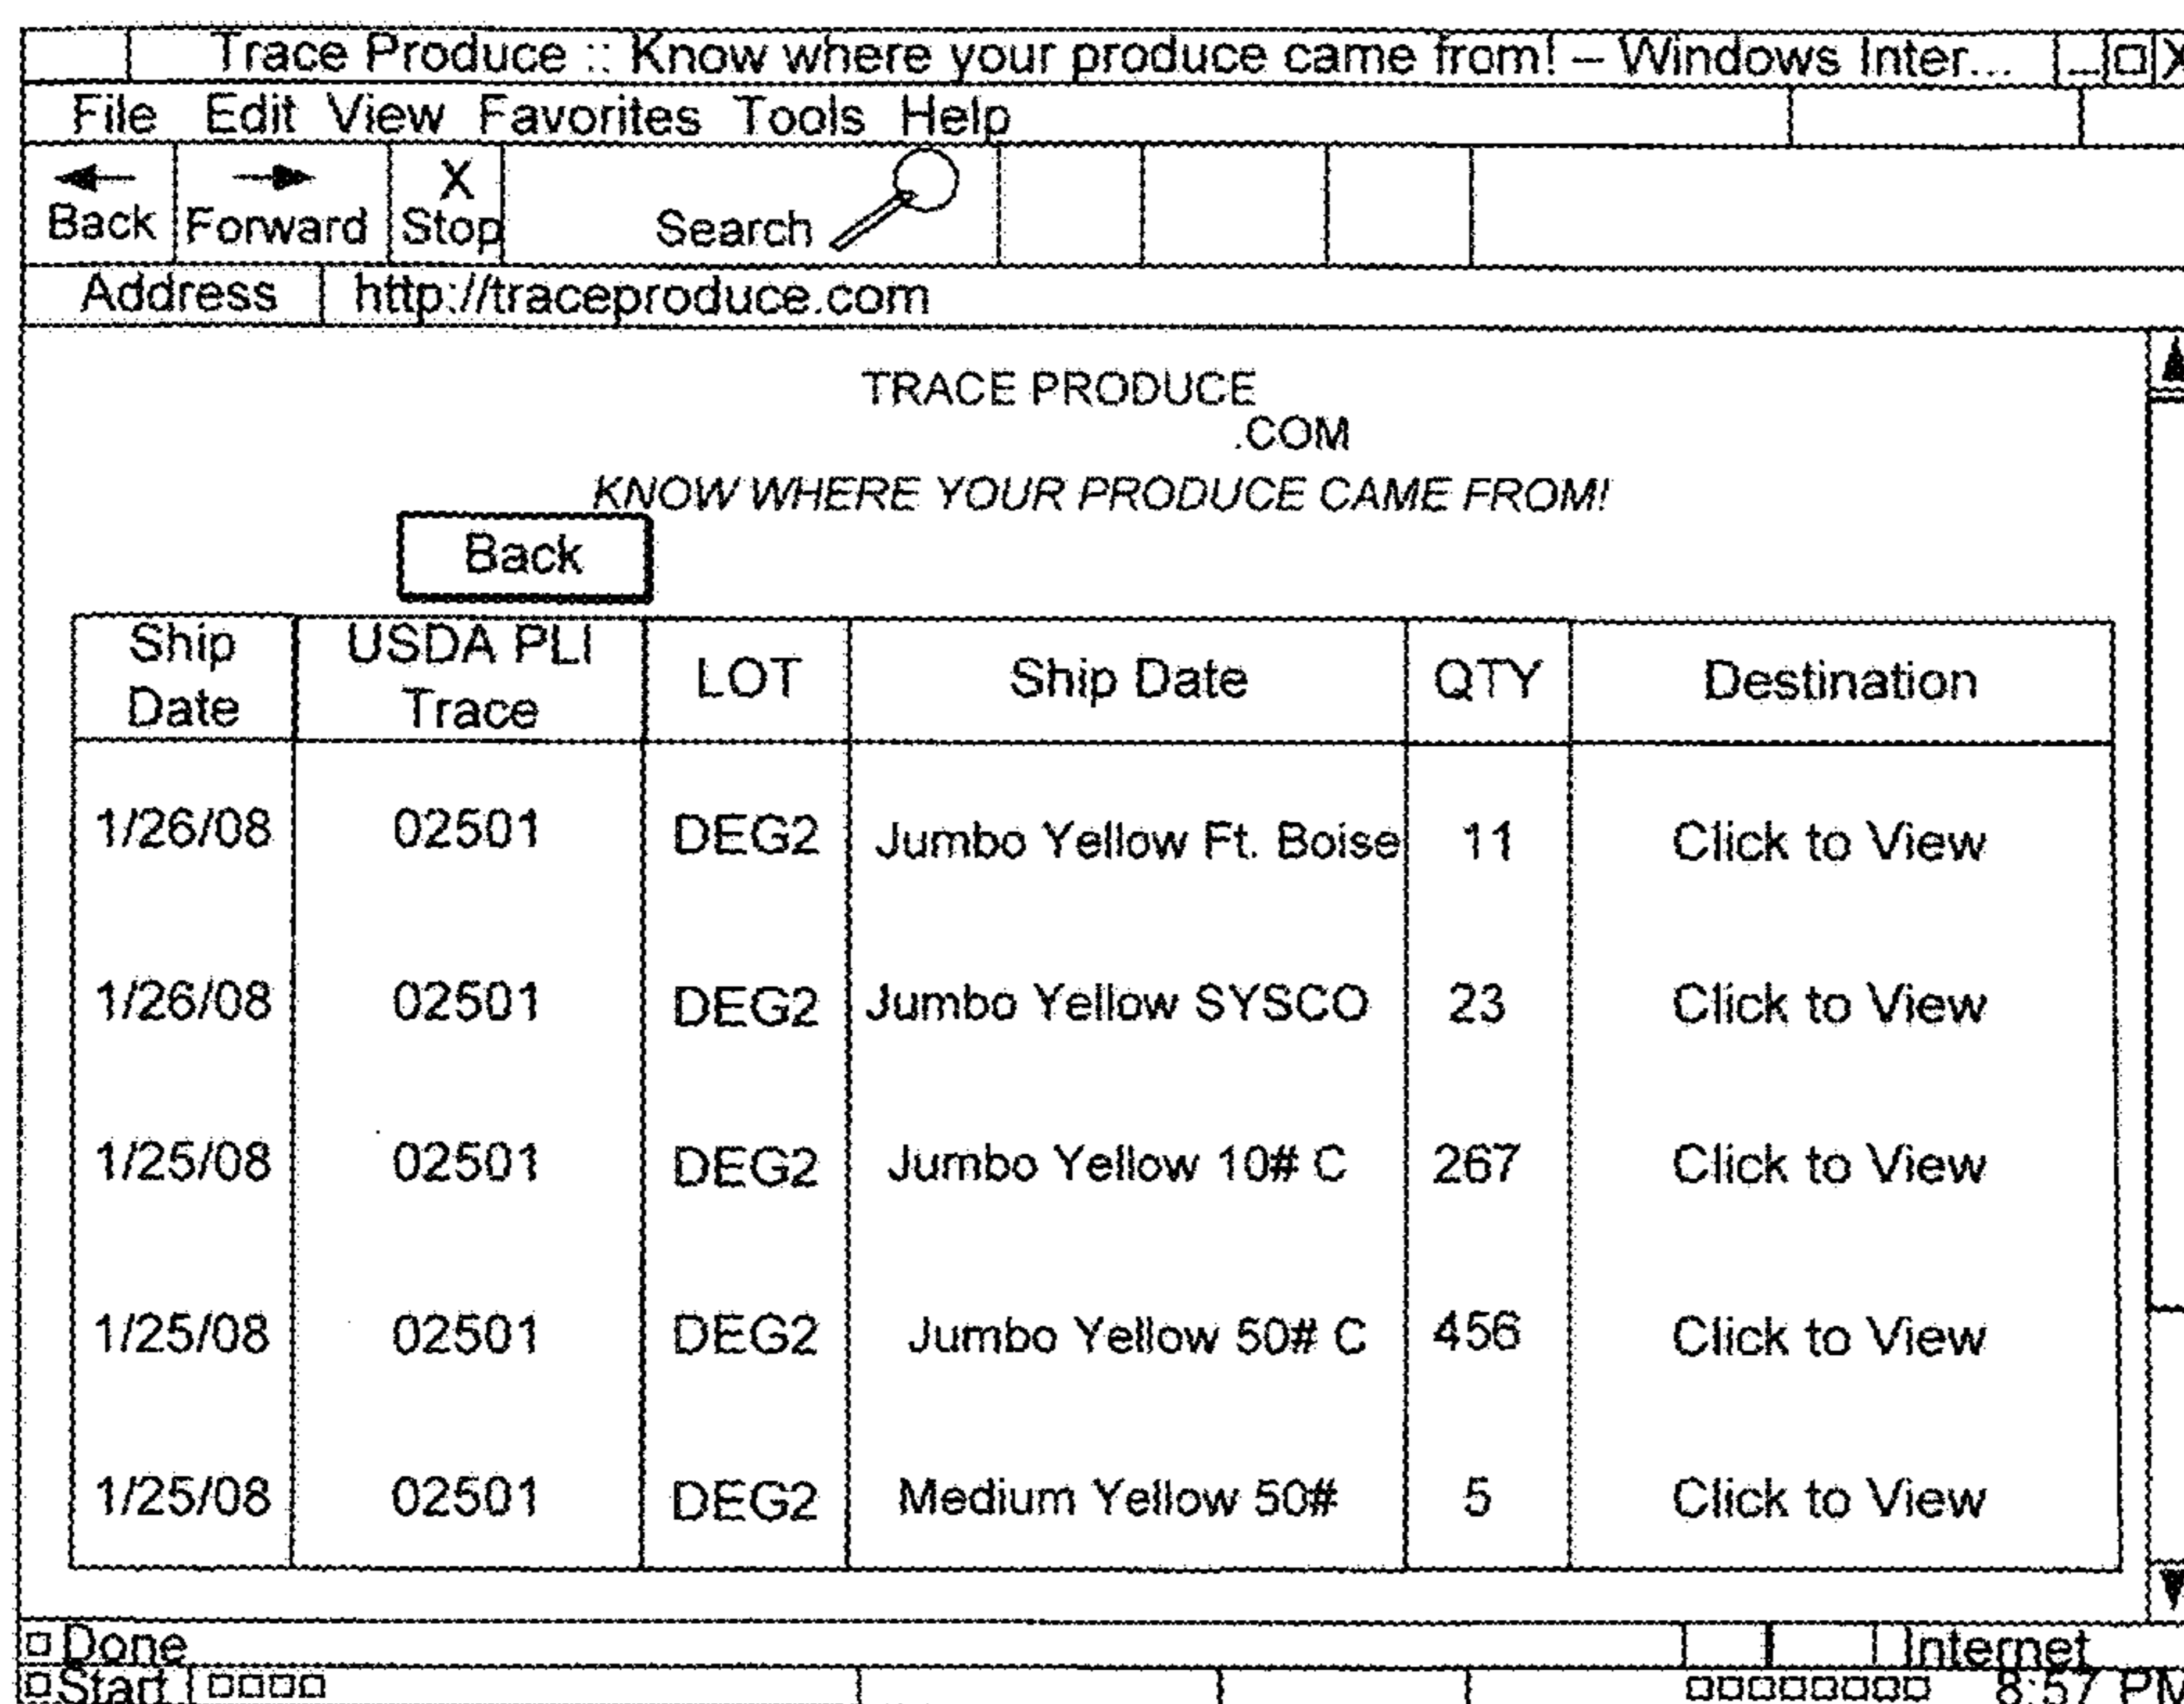 Trace Produce :: Know where your produce came from! – Windows Inter...
File Edit View Favorites Tools Help
Back Forward X Stop Search
Address http://traceproduce.com
TRACE PRODUCE
.COM
KNOW WHERE YOUR PRODUCE CAME FROM!
Back
Ship Date USDA PLI Trace LOT Ship Date QTY Destination
1/26/08 02501 DEG2 Jumbo Yellow Ft. Boise 11 Click to View
1/26/08 02501 DEG2 Jumbo Yellow SYSCO 23 Click to View
1/25/08 02501 DEG2 Jumbo Yellow 10# C 267 Click to View
1/25/08 02501 DEG2 Jumbo Yellow 50# C 456 Click to View
1/25/08 02501 DEG2 Medium Yellow 50# 5 Click to View
Done Internet
Start 8:57 PM